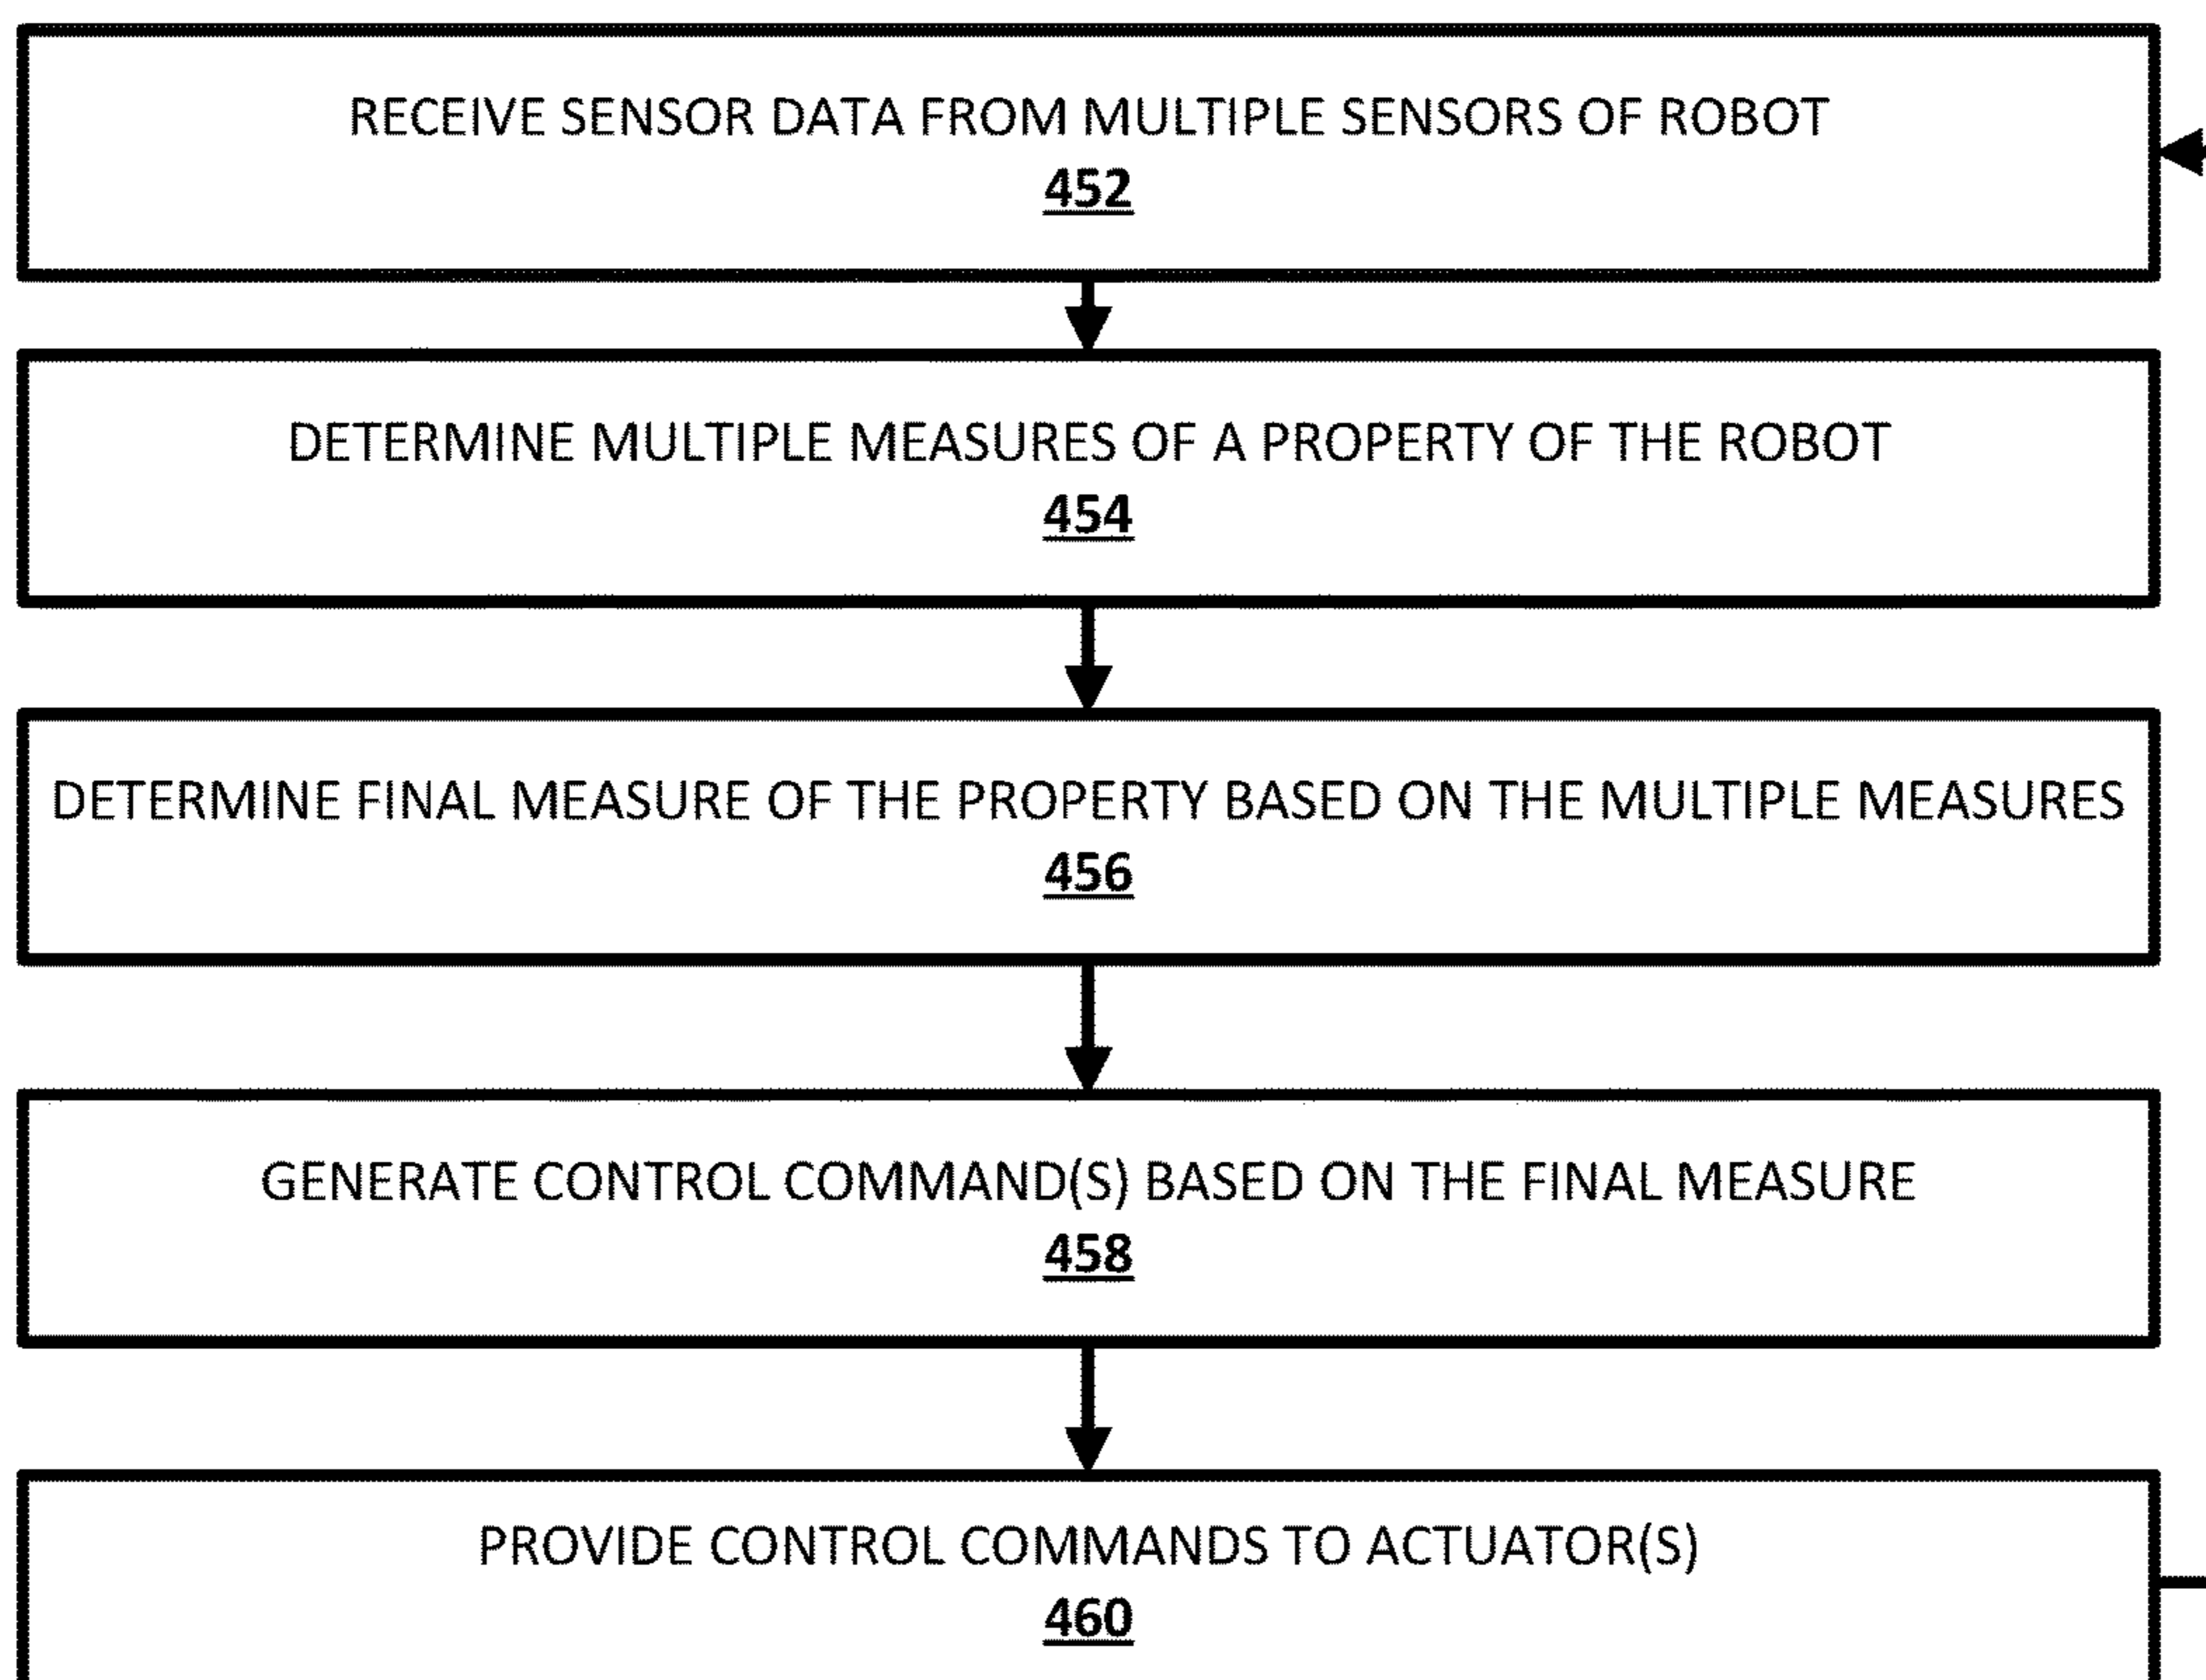 RECEIVE SENSOR DATA FROM MULTIPLE SENSORS OF ROBOT
452
DETERMINE MULTIPLE MEASURES OF A PROPERTY OF THE ROBOT
454
DETERMINE FINAL MEASURE OF THE PROPERTY BASED ON THE MULTIPLE MEASURES
456
GENERATE CONTROL COMMAND(S) BASED ON THE FINAL MEASURE
458
PROVIDE CONTROL COMMANDS TO ACTUATOR(S)
460